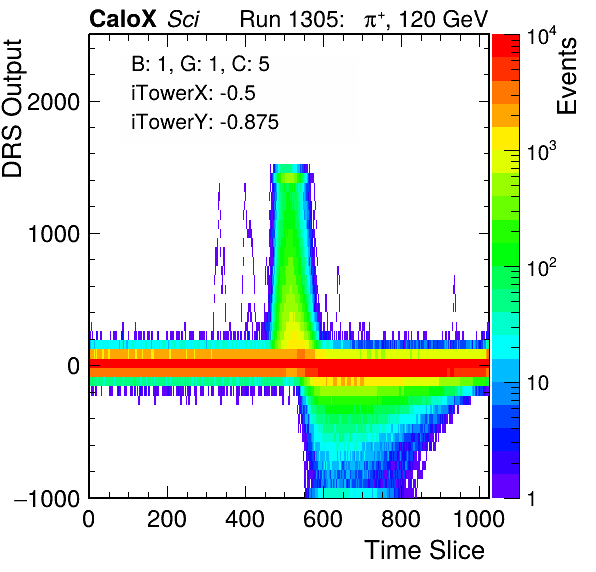 CaloX Sci Run 1305: π⁺, 120 GeV
B: 1, G: 1, C: 5
iTowerX: -0.5
iTowerY: -0.875
DRS Output
2000
1000
0
−1000
0 200 400 600 800 1000
Time Slice
Events
10⁴
10³
10²
10
1